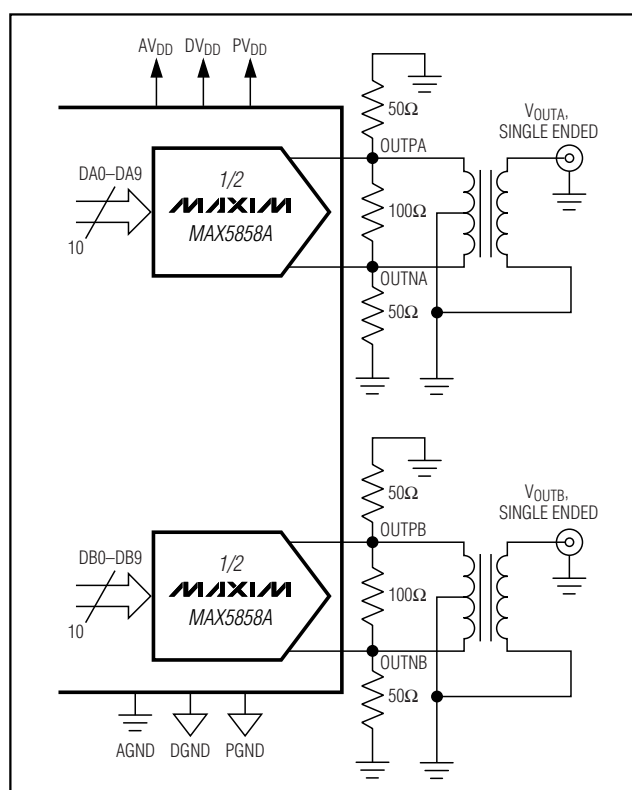 AVDD DVDD PVDD
50Ω
VOUTA,
SINGLE ENDED
OUTPA
DA0–DA9
10
1/2
MAXIM
MAX5858A
100Ω
OUTNA
50Ω
50Ω
VOUTB,
SINGLE ENDED
OUTPB
DB0–DB9
10
1/2
MAXIM
MAX5858A
100Ω
OUTNB
50Ω
AGND DGND PGND